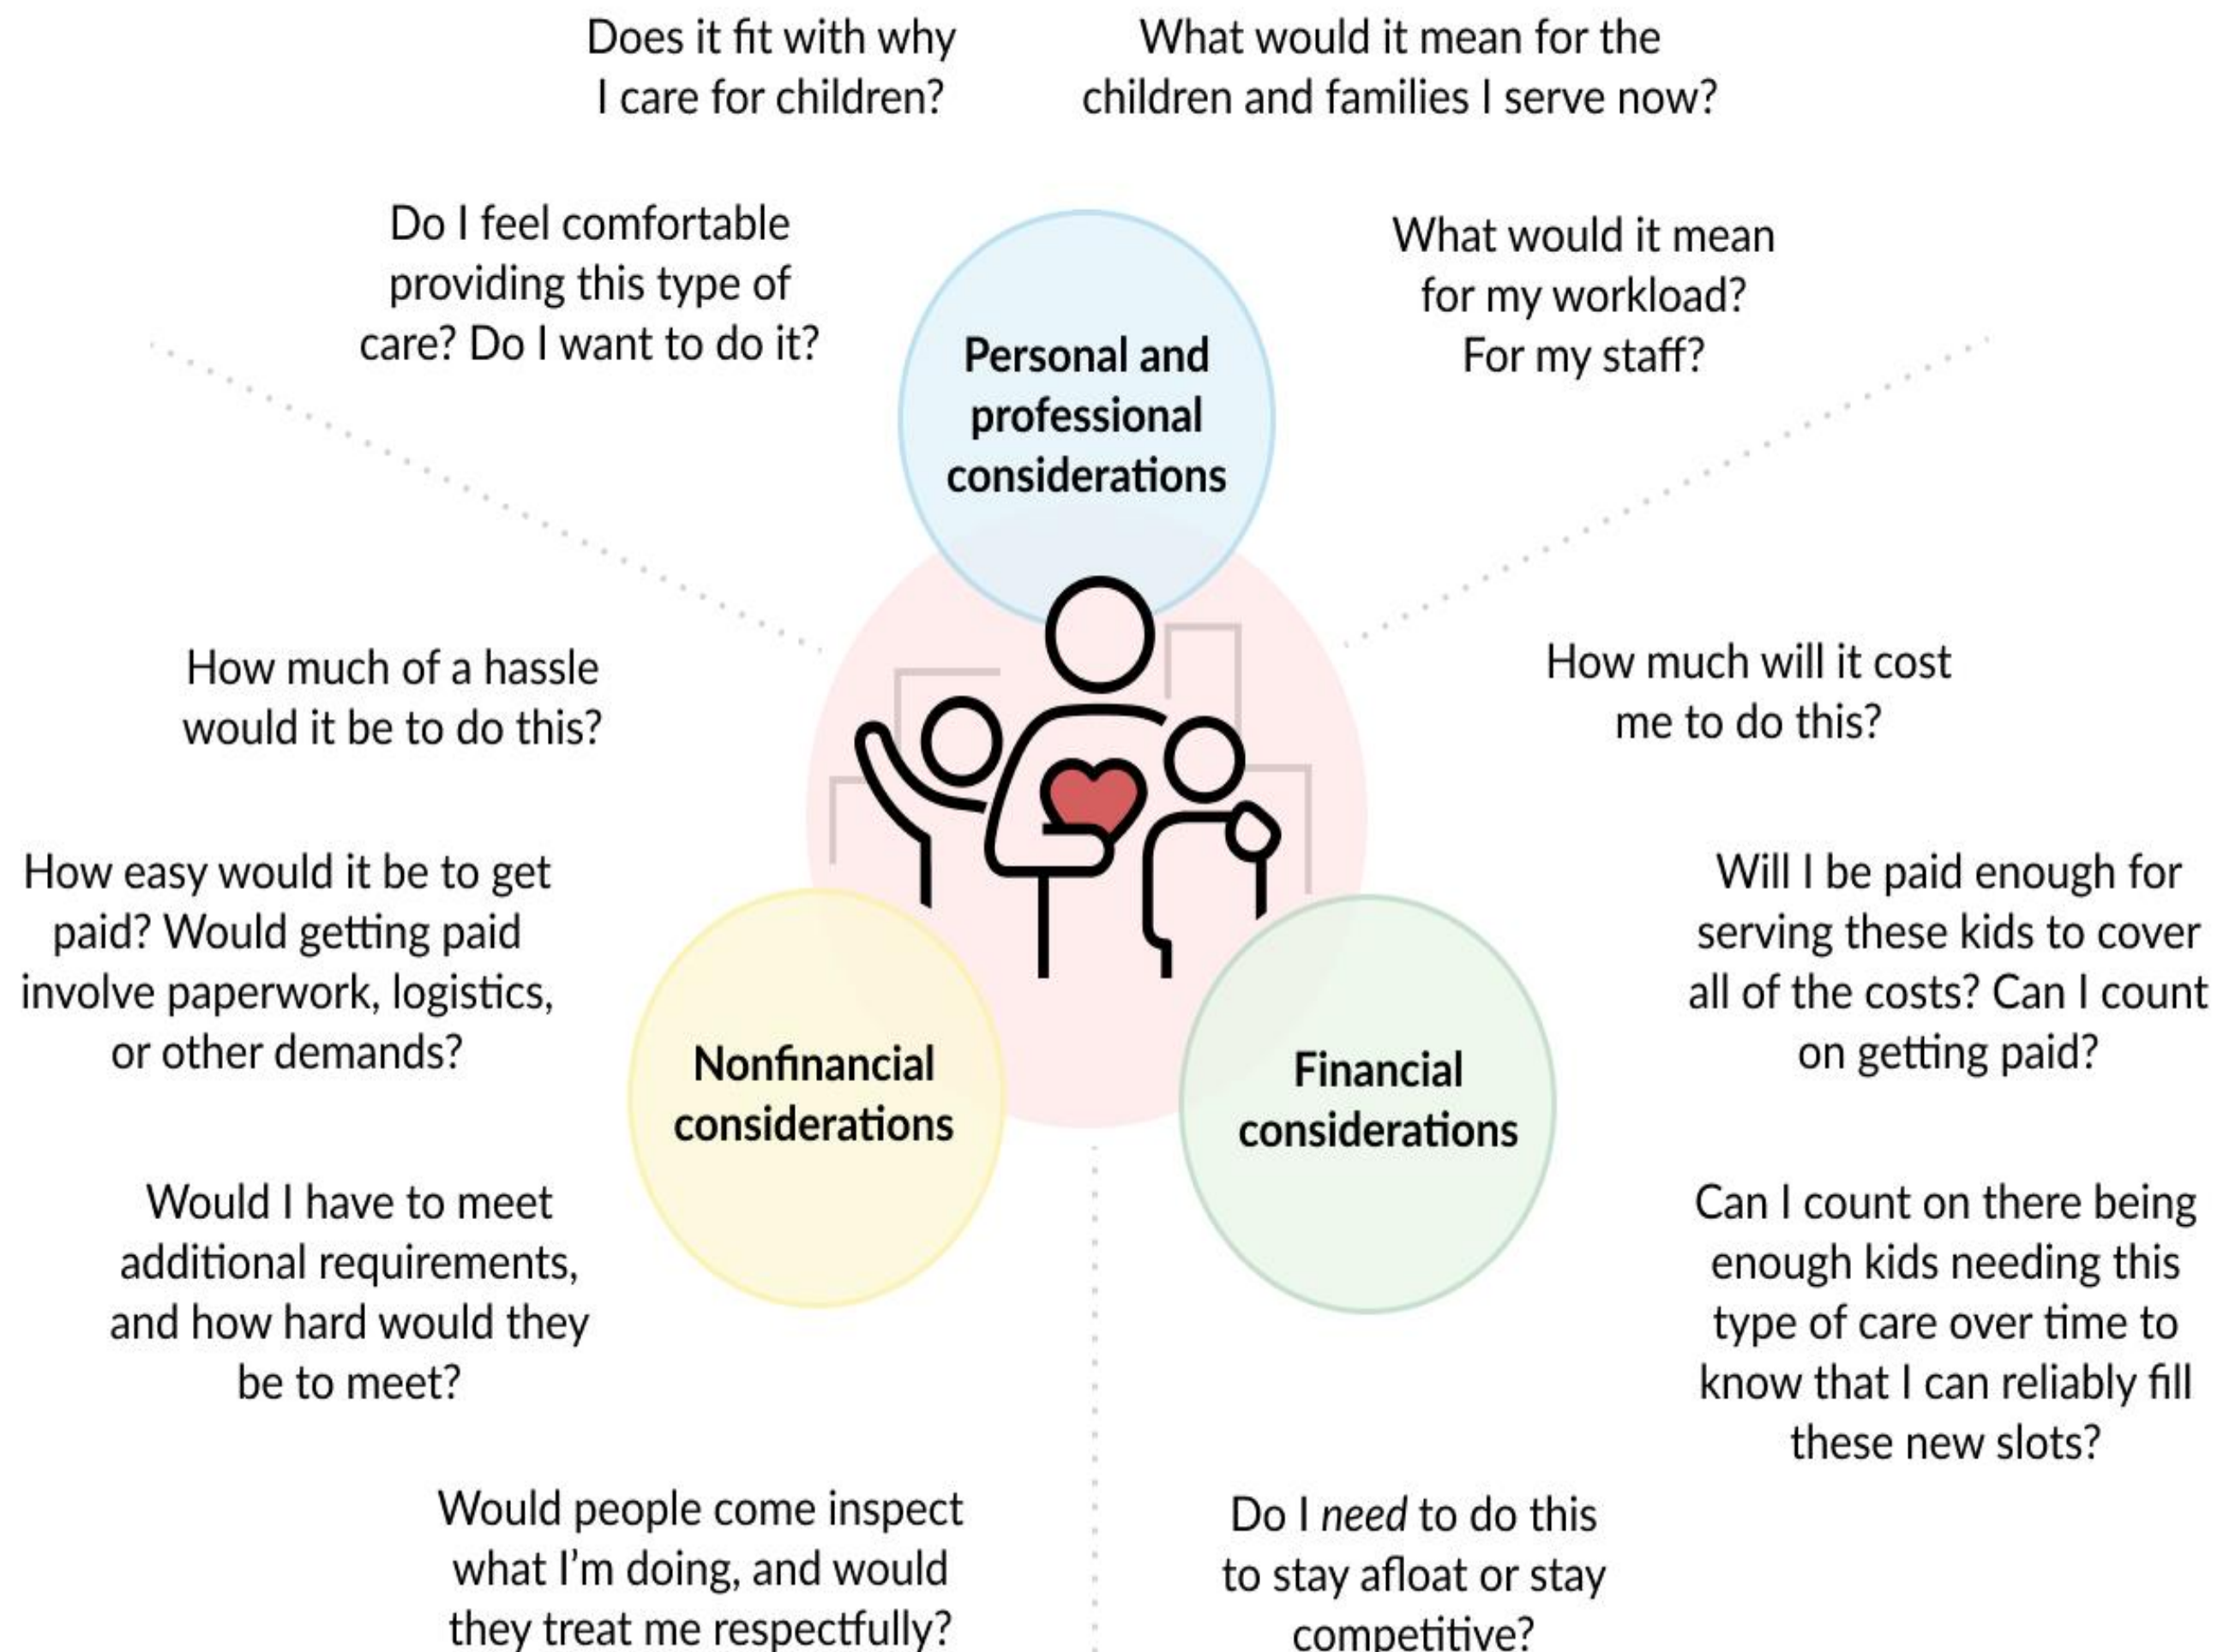 Does it fit with why
I care for children?
What would it mean for the
children and families I serve now?
Do I feel comfortable
providing this type of
care? Do I want to do it?
What would it mean
for my workload?
For my staff?
Personal and
professional
considerations
How much of a hassle
would it be to do this?
How easy would it be to get
paid? Would getting paid
involve paperwork, logistics,
or other demands?
Would I have to meet
additional requirements,
and how hard would they
be to meet?
Would people come inspect
what I’m doing, and would
they treat me respectfully?
Nonfinancial
considerations
Financial
considerations
How much will it cost
me to do this?
Will I be paid enough for
serving these kids to cover
all of the costs? Can I count
on getting paid?
Can I count on there being
enough kids needing this
type of care over time to
know that I can reliably fill
these new slots?
Do I need to do this
to stay afloat or stay
competitive?